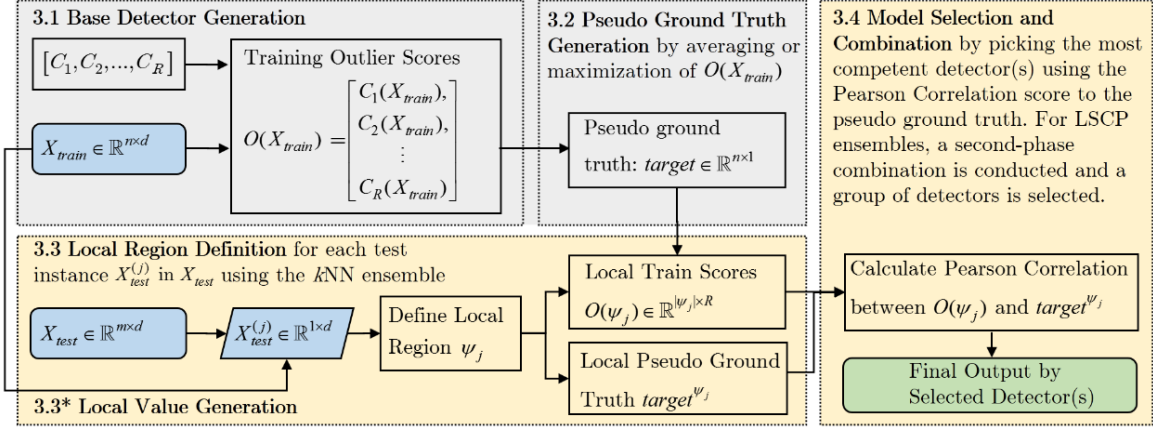 3.1 Base Detector Generation
[C_1, C_2, ..., C_R]
X_train ∈ ℝ^{n×d}
Training Outlier Scores
O(X_train) = [C_1(X_train),
C_2(X_train),
⋮
C_R(X_train)]
3.2 Pseudo Ground Truth
Generation by averaging or
maximization of O(X_train)
Pseudo ground
truth: target ∈ ℝ^{n×1}
3.3 Local Region Definition for each test
instance X_test^{(j)} in X_test using the kNN ensemble
X_test ∈ ℝ^{m×d}
X_test^{(j)} ∈ ℝ^{1×d}
Define Local
Region ψ_j
Local Train Scores
O(ψ_j) ∈ ℝ^{|ψ_j|×R}
Local Pseudo Ground
Truth target^{ψ_j}
3.3* Local Value Generation
3.4 Model Selection and
Combination by picking the most
competent detector(s) using the
Pearson Correlation score to the
pseudo ground truth. For LSCP
ensembles, a second-phase
combination is conducted and a
group of detectors is selected.
Calculate Pearson Correlation
between O(ψ_j) and target^{ψ_j}
Final Output by
Selected Detector(s)